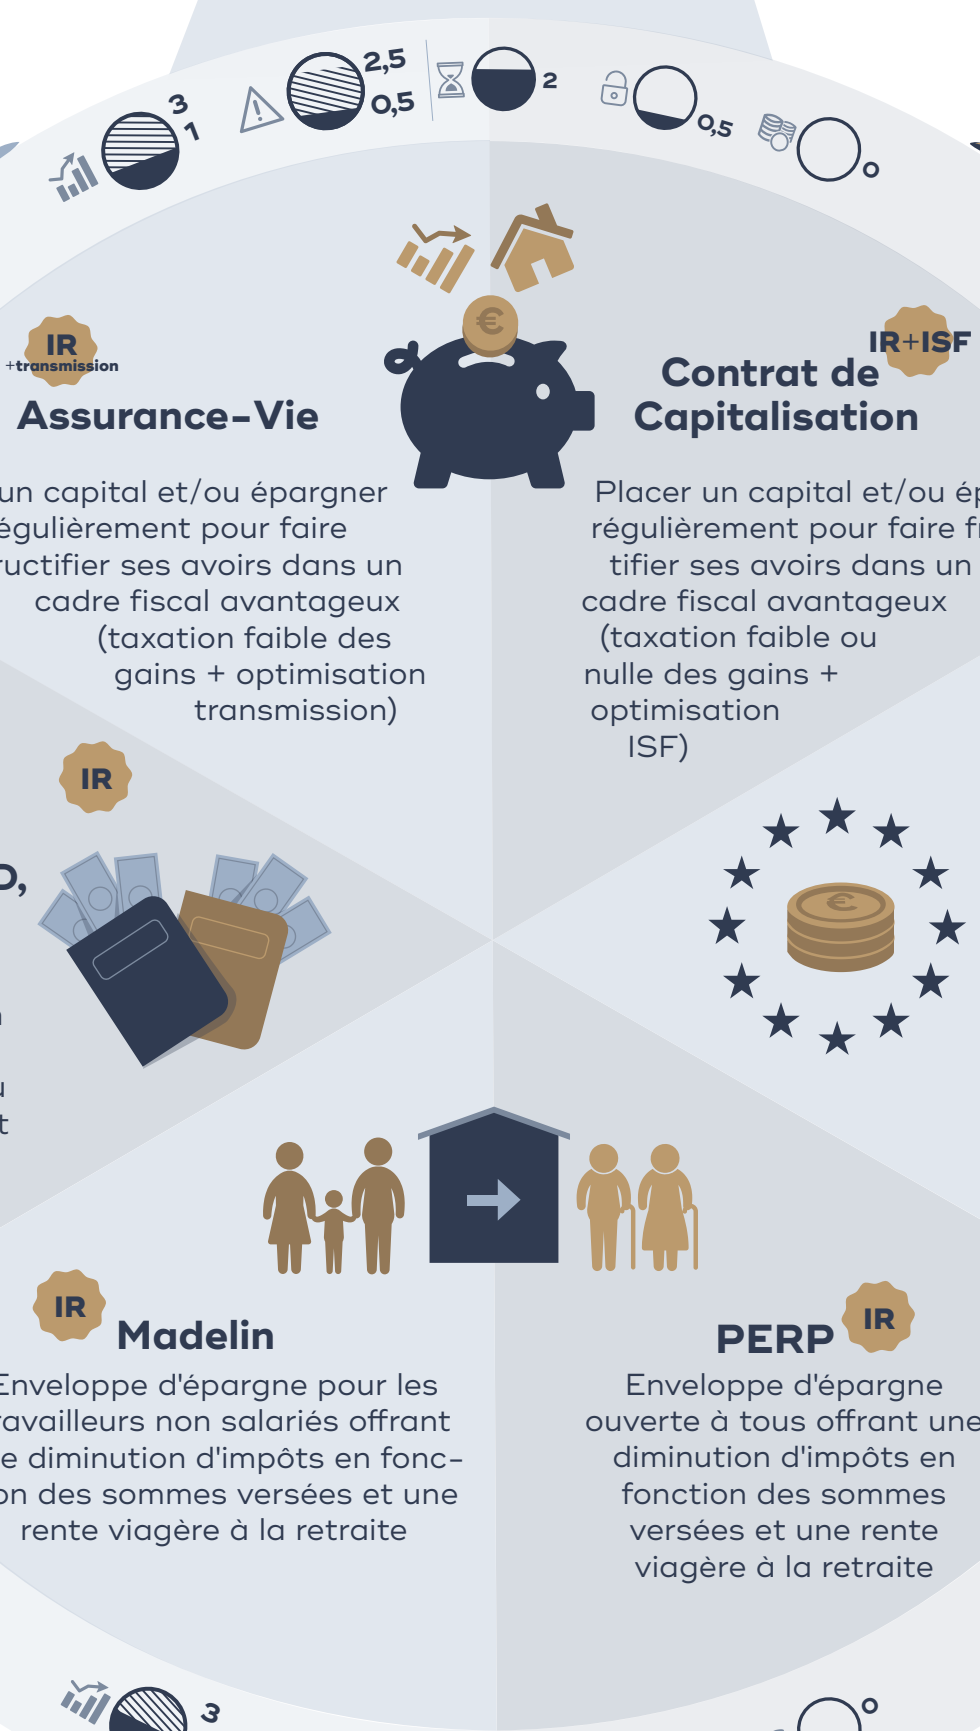 3
1
2,5
0,5
2
0,5
0
IR
+transmission
Assurance-Vie
un capital et/ou épargner
égulièrement pour faire
ructifier ses avoirs dans un
cadre fiscal avantageux
(taxation faible des
gains + optimisation
transmission)
€
IR+ISF
Contrat de
Capitalisation
Placer un capital et/ou ép
régulièrement pour faire fr
tifier ses avoirs dans un
cadre fiscal avantageux
(taxation faible ou
nulle des gains +
optimisation
ISF)
IR
€
IR
Madelin
Enveloppe d'épargne pour les
ravailleurs non salariés offrant
e diminution d'impôts en fonc-
on des sommes versées et une
rente viagère à la retraite
PERP
IR
Enveloppe d'épargne
ouverte à tous offrant une
diminution d'impôts en
fonction des sommes
versées et une rente
viagère à la retraite
3
0